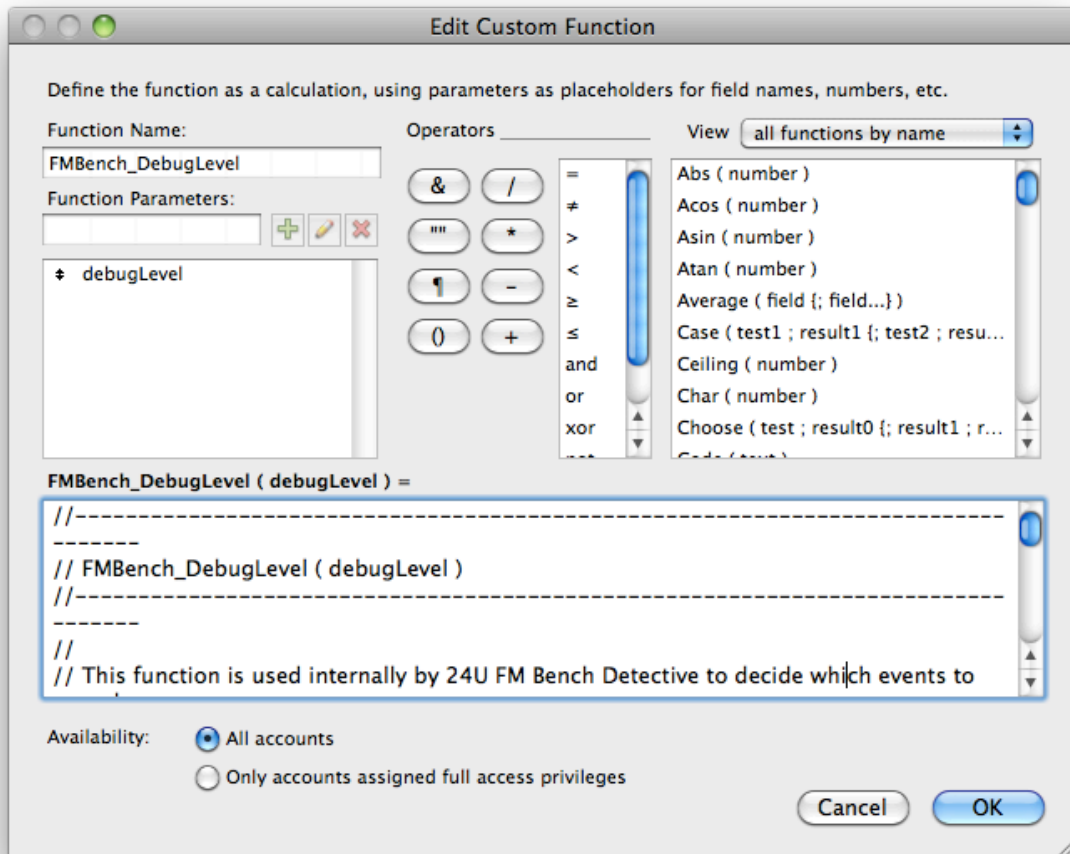 Edit Custom Function
Define the function as a calculation, using parameters as placeholders for field names, numbers, etc.
Function Name:
FMBench_DebugLevel
Function Parameters:
debugLevel
Operators
&
/
""
*
¶
-
()
+
=
≠
>
<
≥
≤
and
or
xor
not
View
all functions by name
Abs ( number )
Acos ( number )
Asin ( number )
Atan ( number )
Average ( field {; field...} )
Case ( test1 ; result1 {; test2 ; resu...
Ceiling ( number )
Char ( number )
Choose ( test ; result0 {; result1 ; r...
Code ( text )
FMBench_DebugLevel ( debugLevel ) =
//--------------------------------------------------------------------------
-------
// FMBench_DebugLevel ( debugLevel )
//--------------------------------------------------------------------------
-------
//
// This function is used internally by 24U FM Bench Detective to decide which events to
Availability:
All accounts
Only accounts assigned full access privileges
Cancel
OK